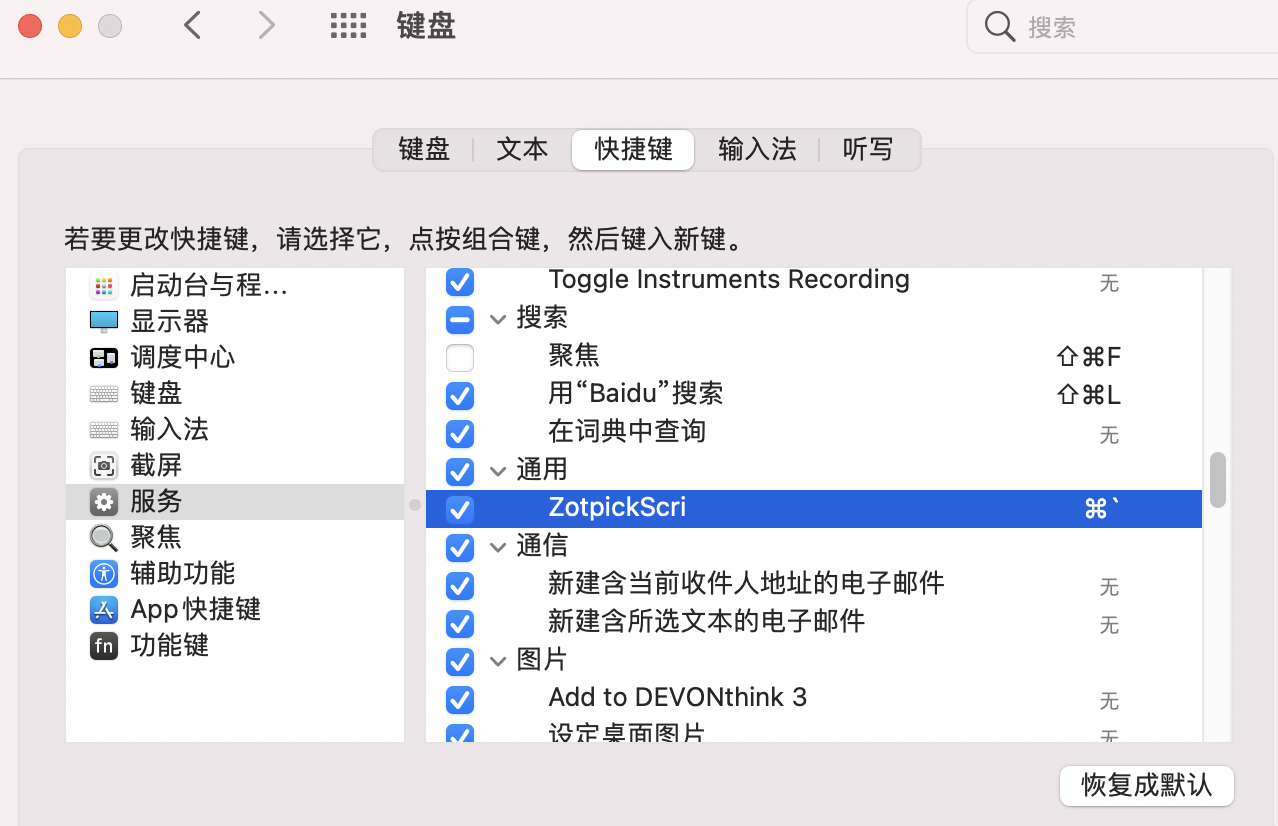 键盘
搜索
键盘
文本
快捷键
输入法
听写
若要更改快捷键，请选择它，点按组合键，然后键入新键。
启动台与程…
显示器
调度中心
键盘
输入法
截屏
服务
聚焦
辅助功能
App快捷键
fn 功能键
Toggle Instruments Recording 无
搜索
聚焦 ⇧⌘F
用“Baidu”搜索 ⇧⌘L
在词典中查询 无
通用
ZotpickScri ⌘`
通信
新建含当前收件人地址的电子邮件 无
新建含所选文本的电子邮件 无
图片
Add to DEVONthink 3 无
设定桌面图片 无
恢复成默认